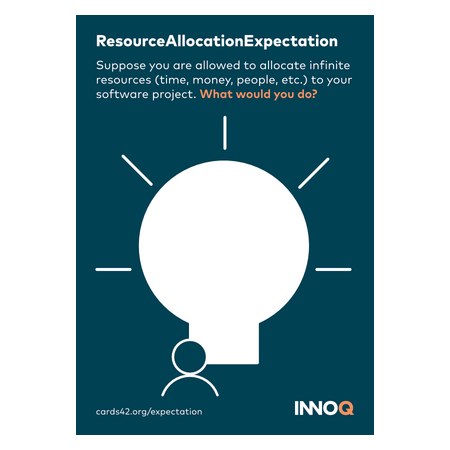 ResourceAllocationExpectation
Suppose you are allowed to allocate infinite
resources (time, money, people, etc.) to your
software project. What would you do?
cards42.org/expectation
INNOQ